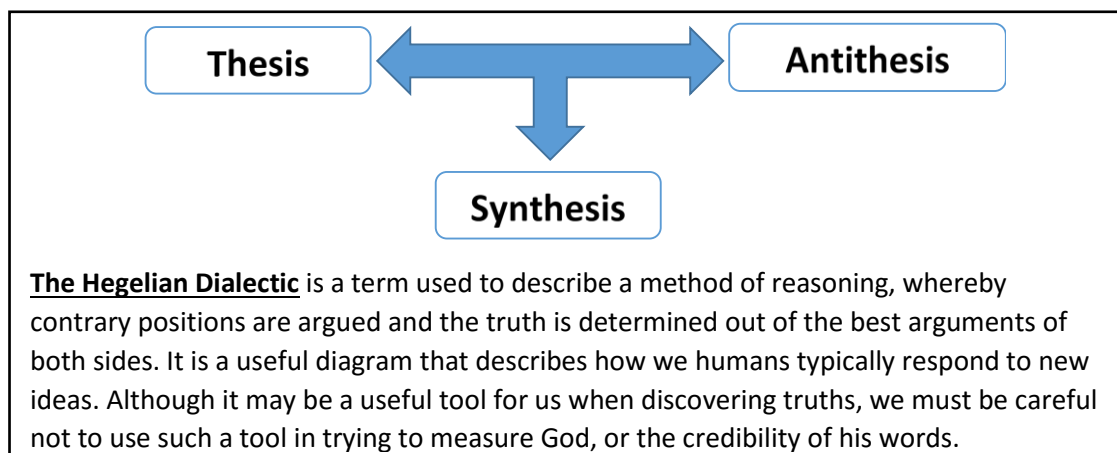 Thesis
Antithesis
Synthesis
The Hegelian Dialectic is a term used to describe a method of reasoning, whereby
contrary positions are argued and the truth is determined out of the best arguments of
both sides. It is a useful diagram that describes how we humans typically respond to new
ideas. Although it may be a useful tool for us when discovering truths, we must be careful
not to use such a tool in trying to measure God, or the credibility of his words.